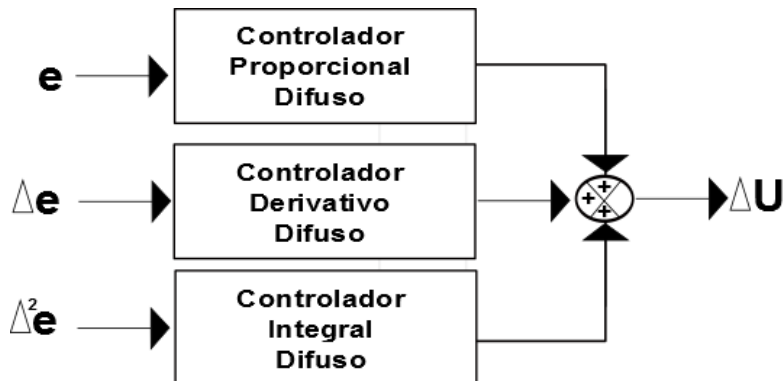 Controlador
Proporcional
Difuso
e
Controlador
Derivativo
Difuso
Δe
+
+
+
ΔU
Controlador
Integral
Difuso
Δ²e